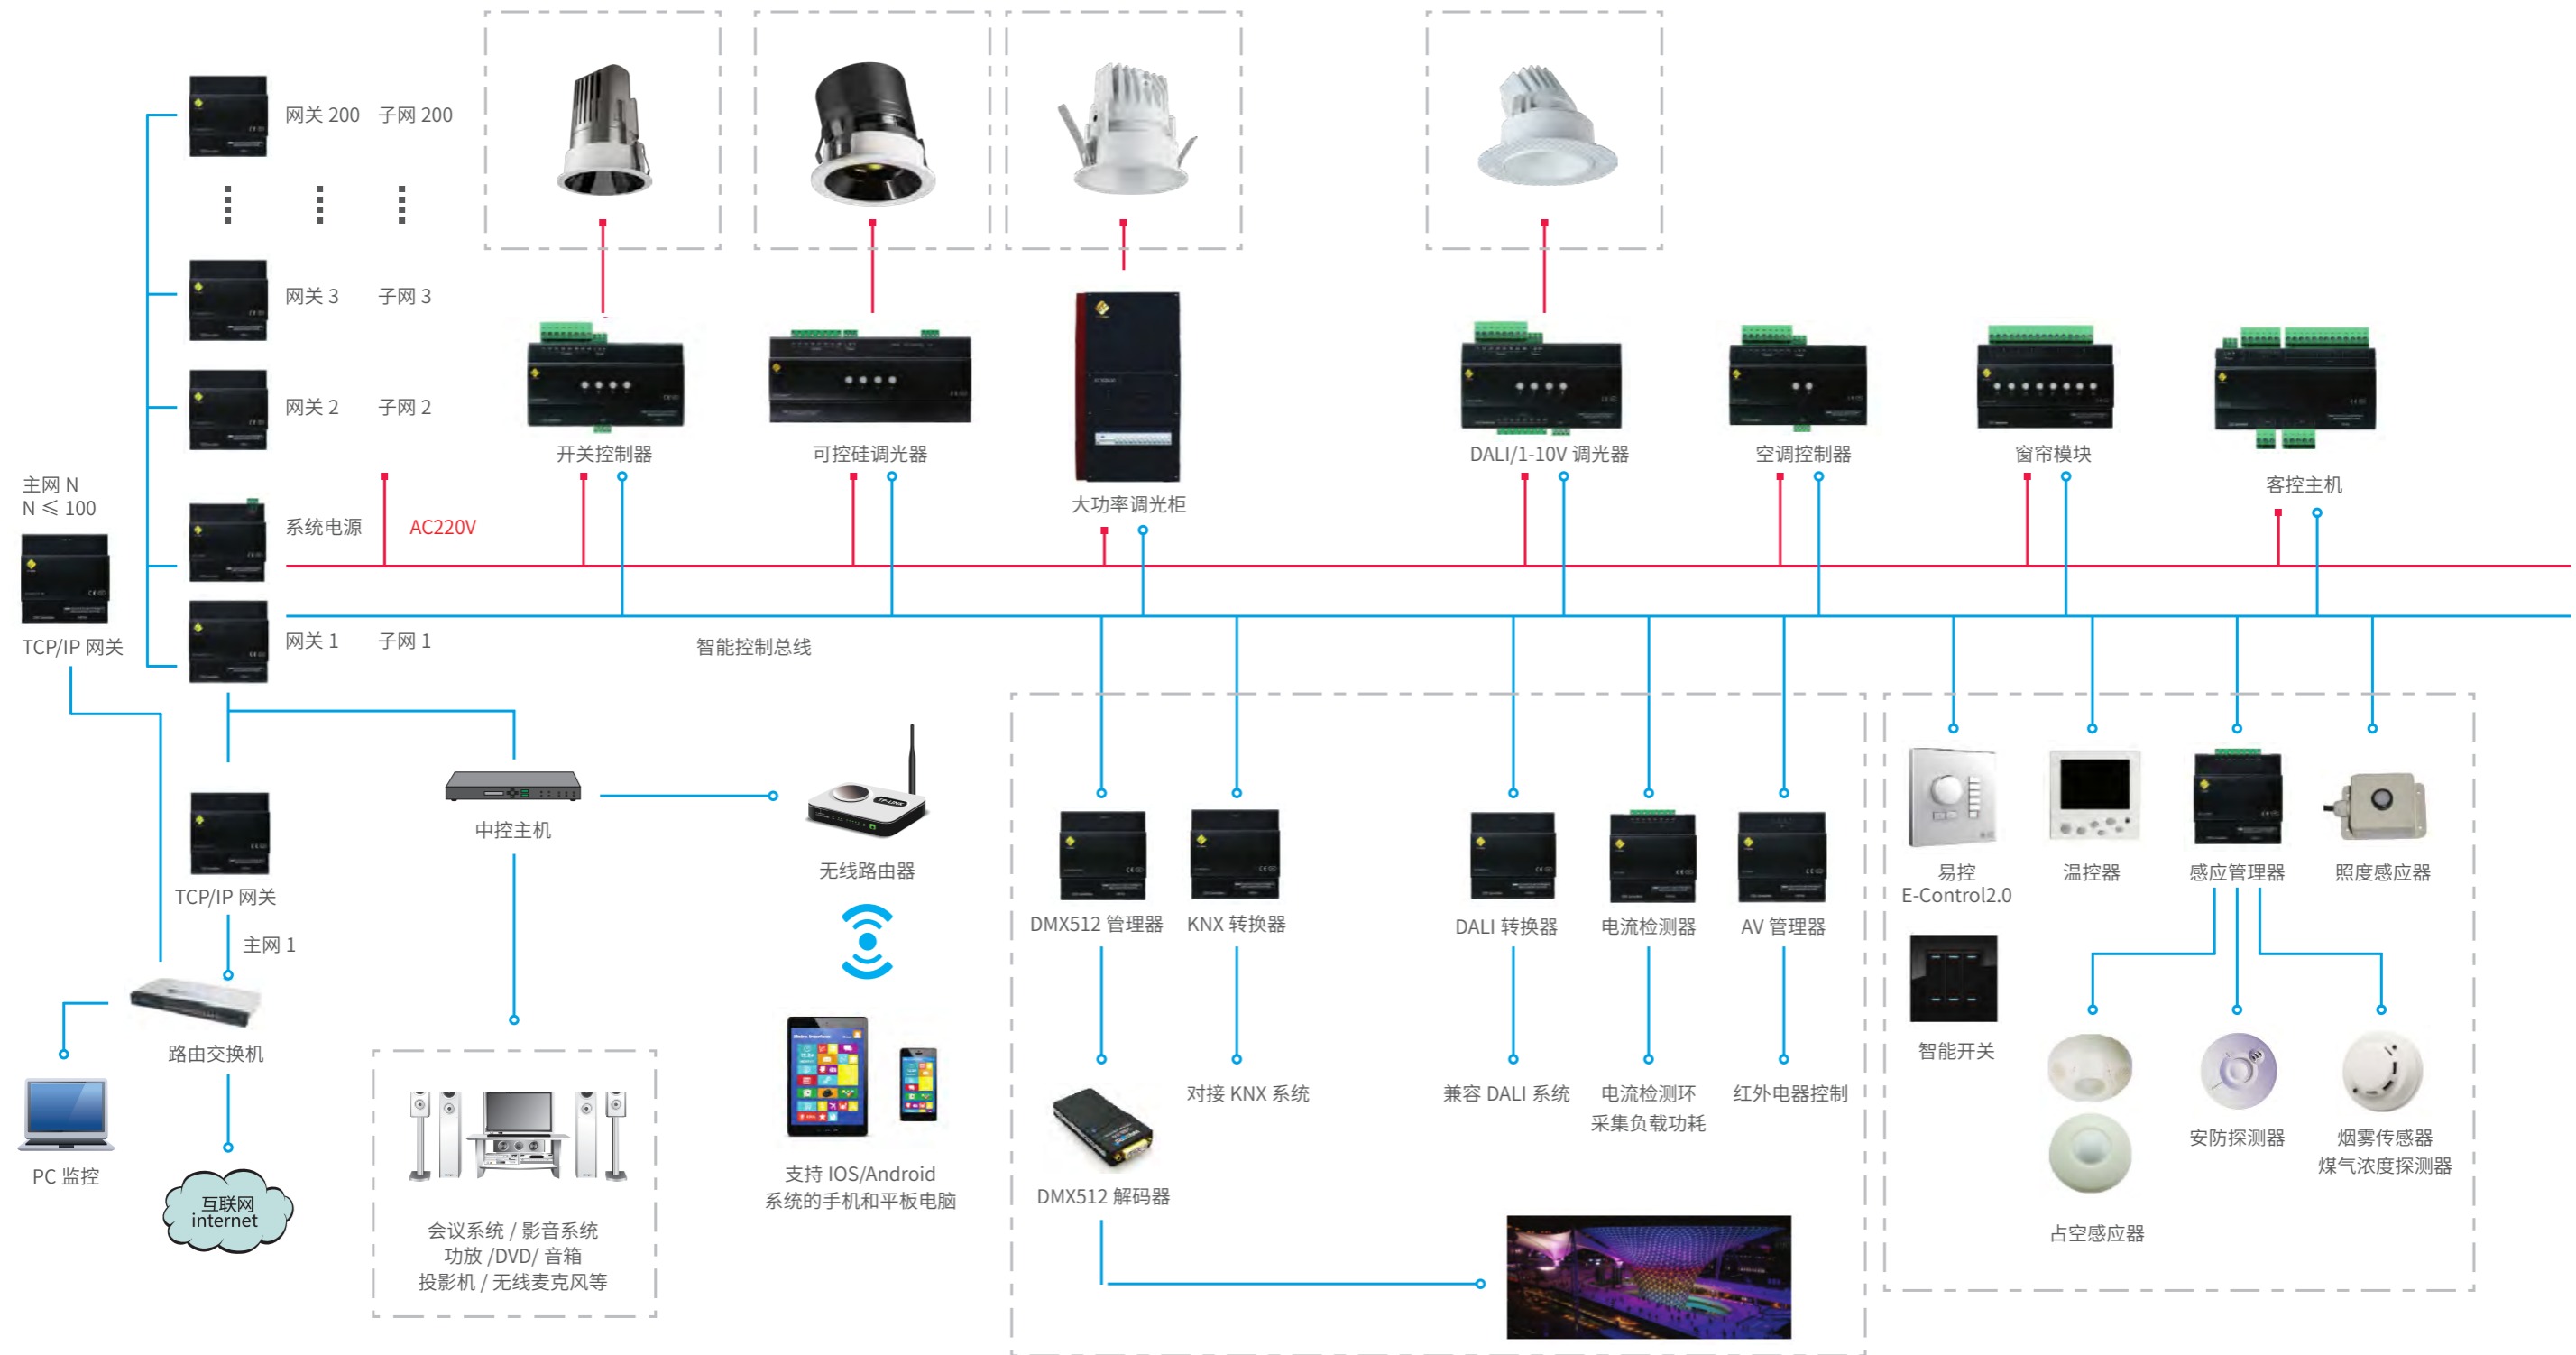 网关 200 子网 200
网关 3 子网 3
网关 2 子网 2
主网 N
N ≤ 100
系统电源
AC220V
TCP/IP 网关
网关 1 子网 1
开关控制器
可控硅调光器
大功率调光柜
DALI/1-10V 调光器
空调控制器
窗帘模块
客控主机
智能控制总线
TCP/IP 网关
主网 1
中控主机
TP-LINK
无线路由器
路由交换机
PC 监控
互联网
internet
会议系统 / 影音系统
功放 /DVD/ 音箱
投影机 / 无线麦克风等
支持 IOS/Android
系统的手机和平板电脑
DMX512 管理器
KNX 转换器
DALI 转换器
电流检测器
AV 管理器
对接 KNX 系统
兼容 DALI 系统
电流检测环
采集负载功耗
红外电器控制
DMX512 解码器
易控
E-Control2.0
温控器
感应管理器
照度感应器
智能开关
占空感应器
安防探测器
烟雾传感器
煤气浓度探测器